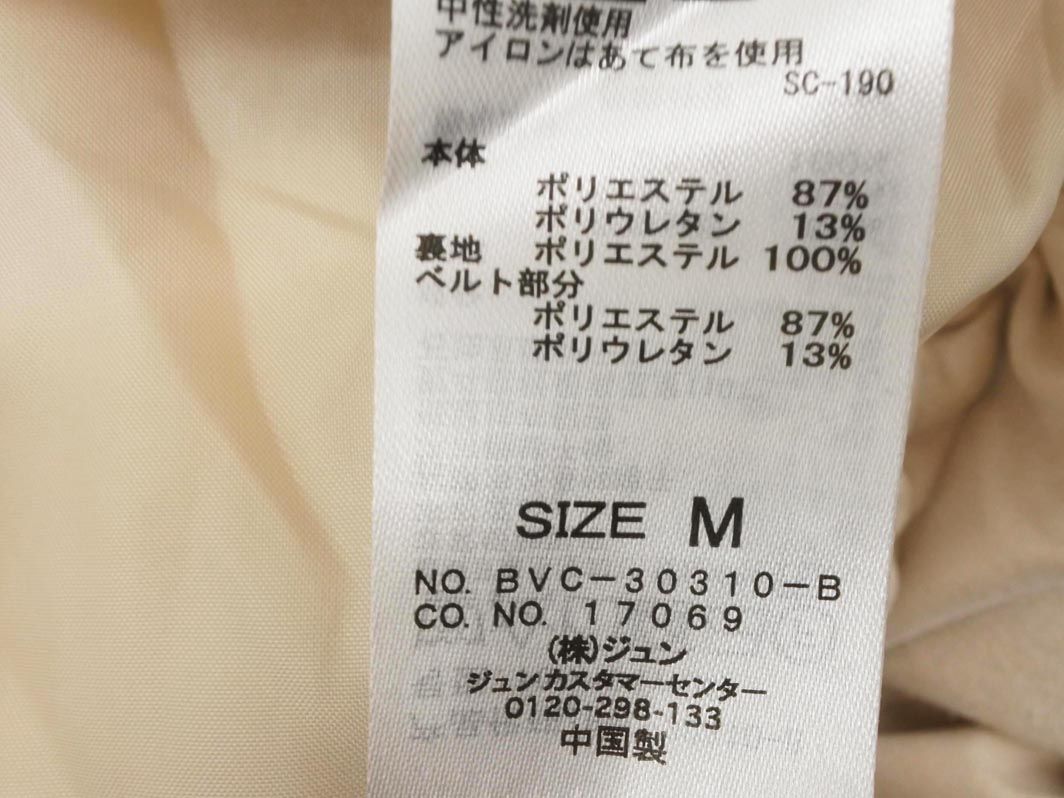 中性洗剤使用
アイロンはあて布を使用
SC-190
本体
ポリエステル 87%
ポリウレタン 13%
裏地 ポリエステル 100%
ベルト部分
ポリエステル 87%
ポリウレタン 13%
SIZE M
NO. BVC-30310-B
CO. NO. 17069
(株)ジュン
ジュンカスタマーセンター
0120-298-133
中国製